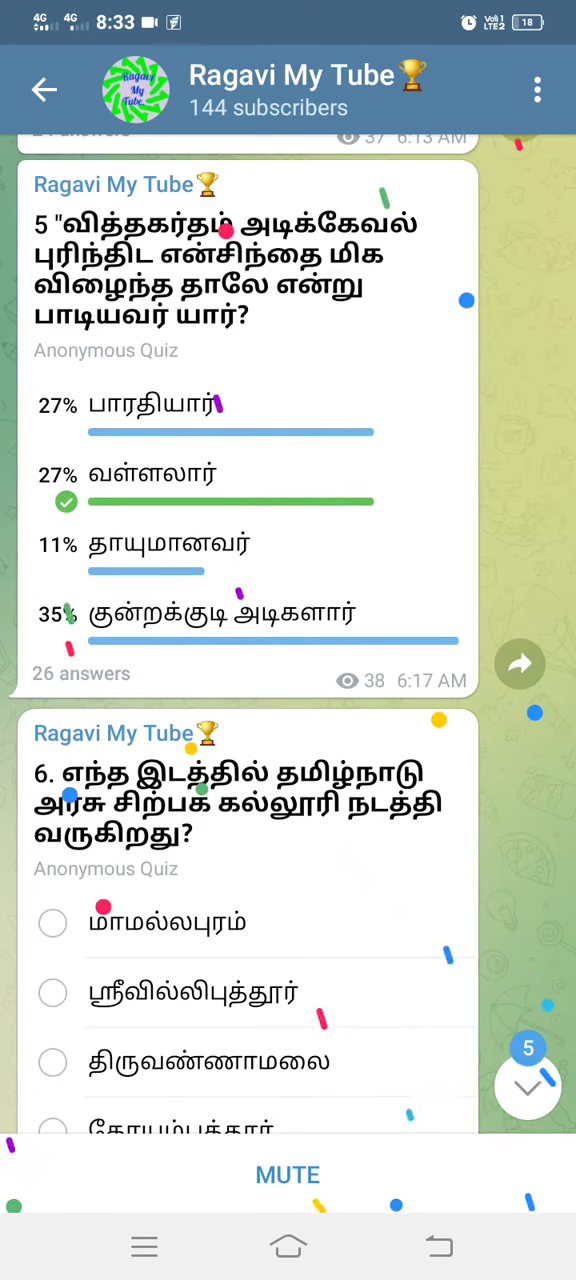 4G 4G 8:33 Vo) 1 LTE2 18
Ragavi My Tube🏆
144 subscribers
37 6:13 AM
Ragavi My Tube🏆
5 "வித்தகர்தம் அடிக்கேவல்
புரிந்திட என்சிந்தை மிக
விழைந்த தாலே என்று
பாடியவர் யார்?
Anonymous Quiz
27% பாரதியார்
27% வள்ளலார்
11% தாயுமானவர்
35% குன்றக்குடி அடிகளார்
26 answers
38 6:17 AM
Ragavi My Tube🏆
6. எந்த இடத்தில் தமிழ்நாடு
அரசு சிற்பக் கல்லூரி நடத்தி
வருகிறது?
Anonymous Quiz
மாமல்லபுரம்
ஸ்ரீவில்லிபுத்தூர்
திருவண்ணாமலை
5
MUTE